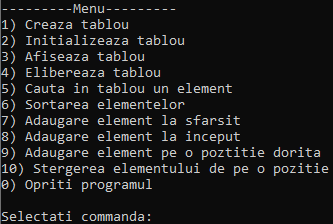 ---------Menu---------
1) Creaza tablou
2) Initializeaza tablou
3) Afiseaza tablou
4) Elibereaza tablou
5) Cauta in tablou un element
6) Sortarea elementelor
7) Adaugare element la sfarsit
8) Adaugare element la inceput
9) Adaugare element pe o poztitie dorita
10) Stergerea elementului de pe o pozitie
0) Opriti programul
Selectati commanda: